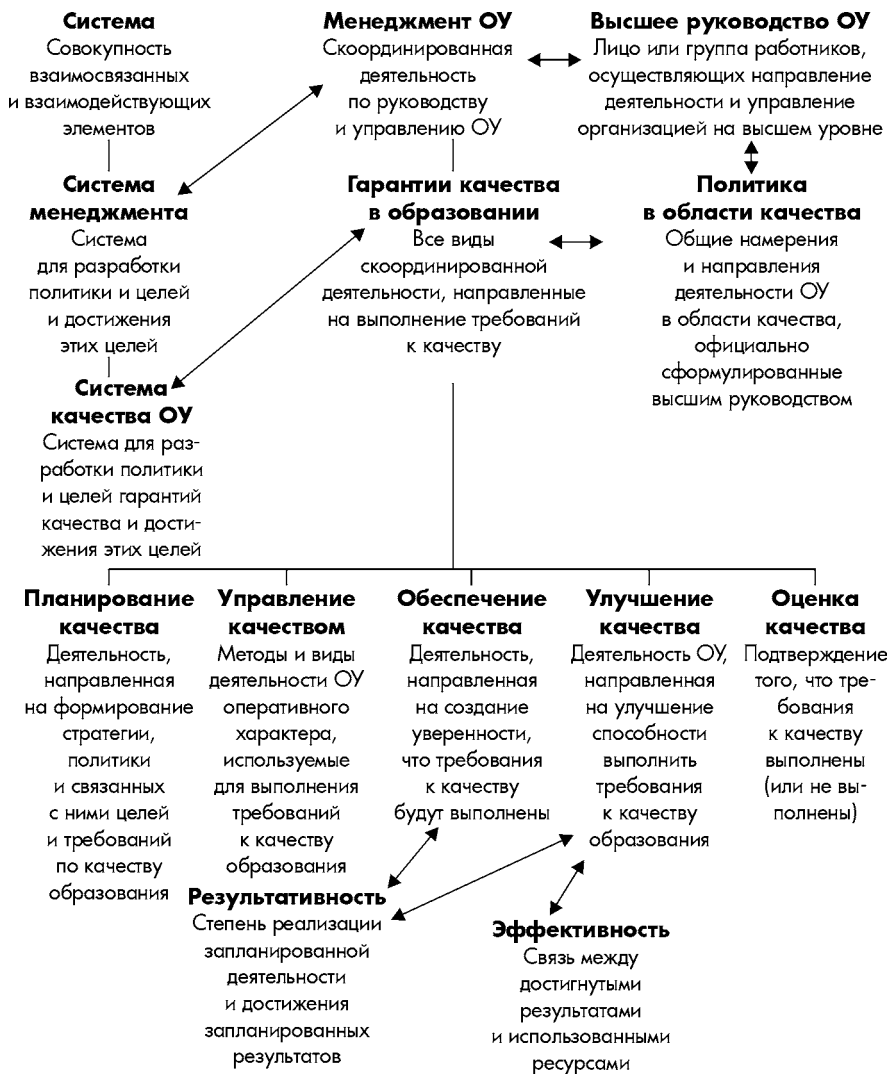 Система
Совокупность
взаимосвязанных
и взаимодействующих
элементов
Менеджмент ОУ
Скоординированная
деятельность
по руководству
и управлению ОУ
Высшее руководство ОУ
Лицо или группа работников,
осуществляющих направление
деятельности и управление
организацией на высшем уровне
Система
менеджмента
Система
для разработки
политики и целей
и достижения
этих целей
Гарантии качества
в образовании
Все виды
скоординированной
деятельности, направленные
на выполнение требований
к качеству
Политика
в области качества
Общие намерения
и направления
деятельности ОУ
в области качества,
официально
сформулированные
высшим руководством
Система
качества ОУ
Система для раз-
работки политики
и целей гарантий
качества и дости-
жения этих целей
Планирование
качества
Деятельность,
направленная
на формирование
стратегии,
политики
и связанных
с ними целей
и требований
по качеству
образования
Управление
качеством
Методы и виды
деятельности ОУ
оперативного
характера,
используемые
для выполнения
требований
к качеству
образования
Обеспечение
качества
Деятельность,
направленная
на создание
уверенности,
что требования
к качеству
будут выполнены
Улучшение
качества
Деятельность ОУ,
направленная
на улучшение
способности
выполнить
требования
к качеству
образования
Оценка
качества
Подтверждение
того, что тре-
бования
к качеству
выполнены
(или не вы-
полнены)
Результативность
Степень реализации
запланированной
деятельности
и достижения
запланированных
результатов
Эффективность
Связь между
достигнутыми
результатами
и использованными
ресурсами